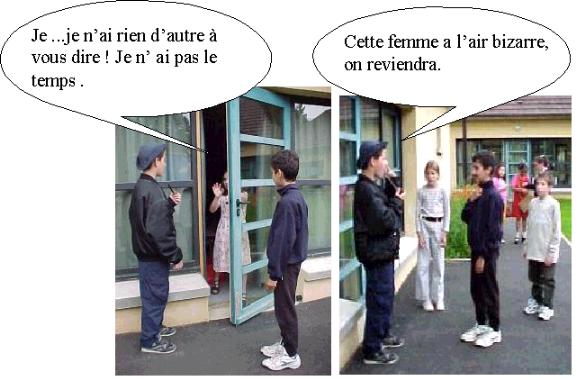 Je ...je n'ai rien d'autre à
vous dire ! Je n' ai pas le
temps .
Cette femme a l'air bizarre,
on reviendra.